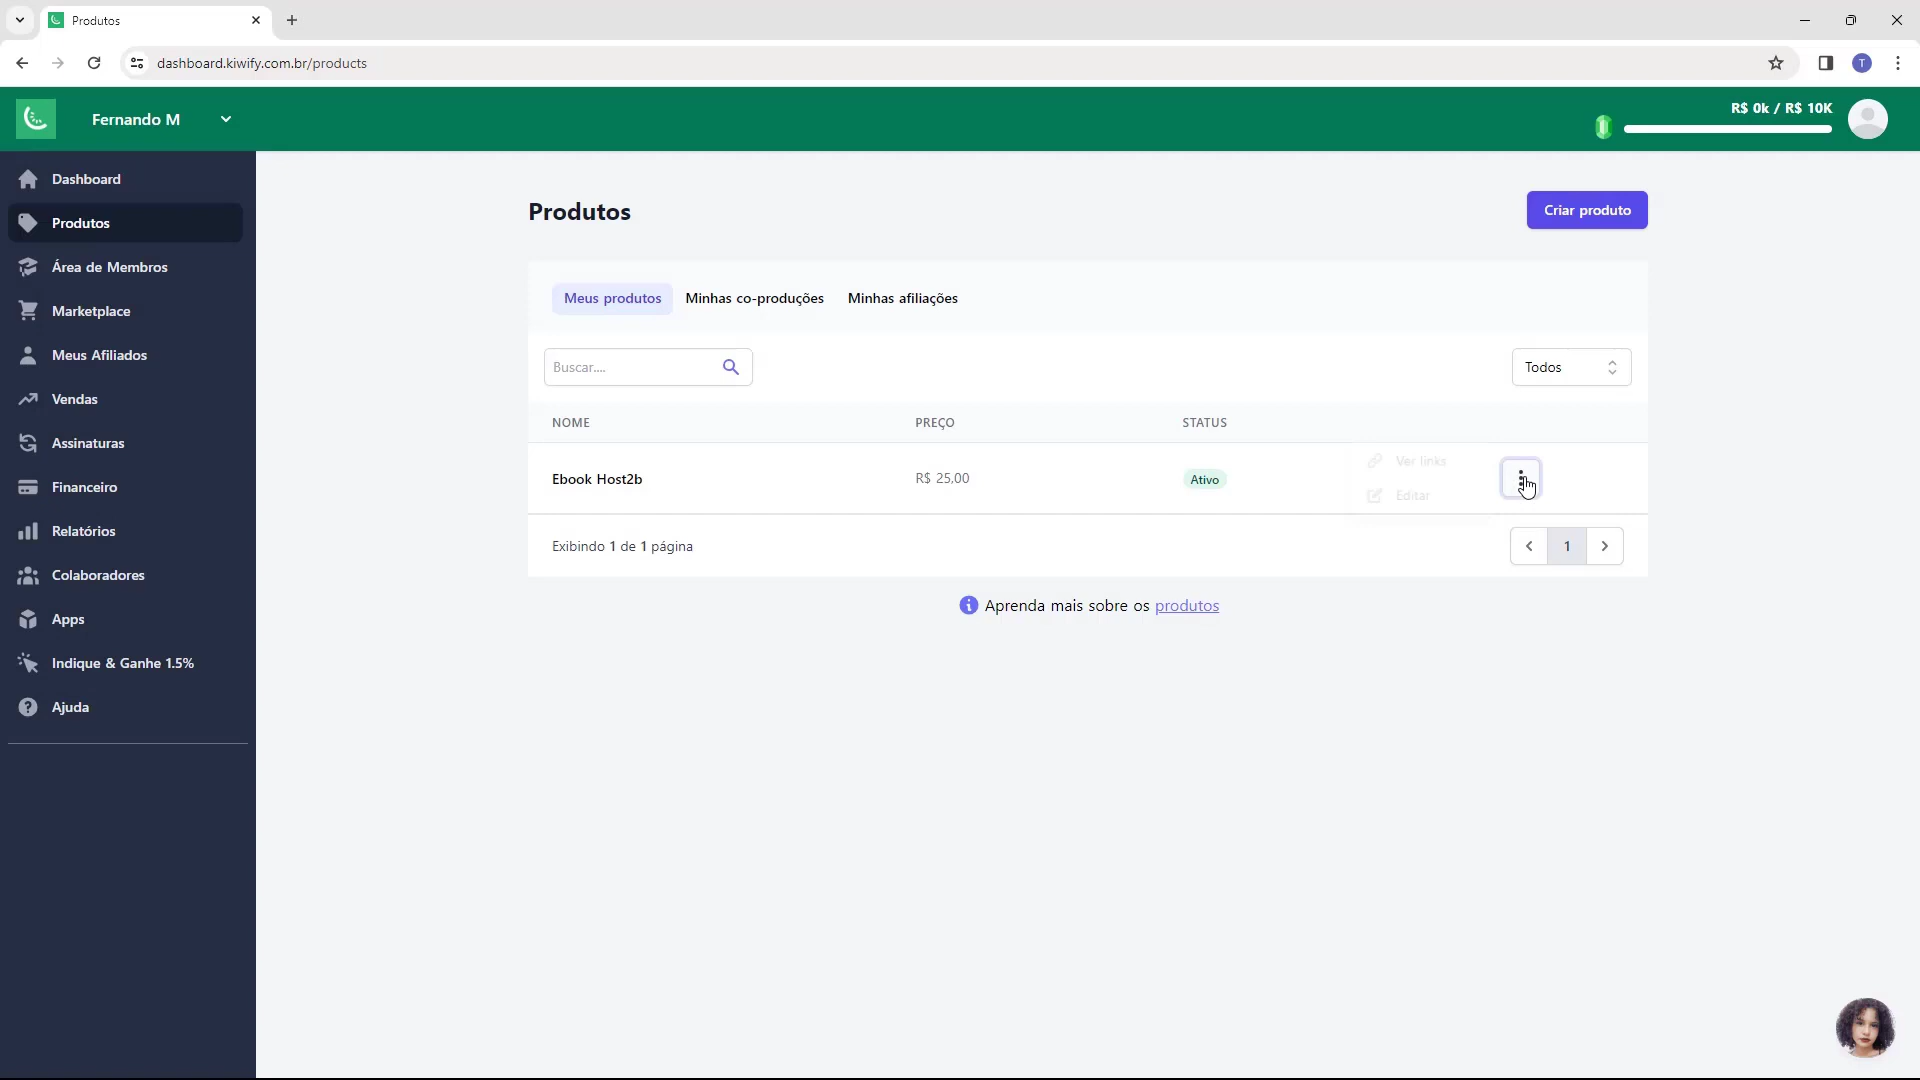 Produtos
dashboard.kiwify.com.br/products
T
Fernando M
R$ 0k / R$ 10K
Dashboard
Produtos
Área de Membros
Marketplace
Meus Afiliados
Vendas
Assinaturas
Financeiro
Relatórios
Colaboradores
Apps
Indique & Ganhe 1.5%
Ajuda
Produtos
Criar produto
Meus produtos Minhas co-produções Minhas afiliações
Buscar....
Todos
NOME PREÇO STATUS
Ebook Host2b R$ 25,00 Ativo
Ver links
Editar
Exibindo 1 de 1 página
1
Aprenda mais sobre os produtos